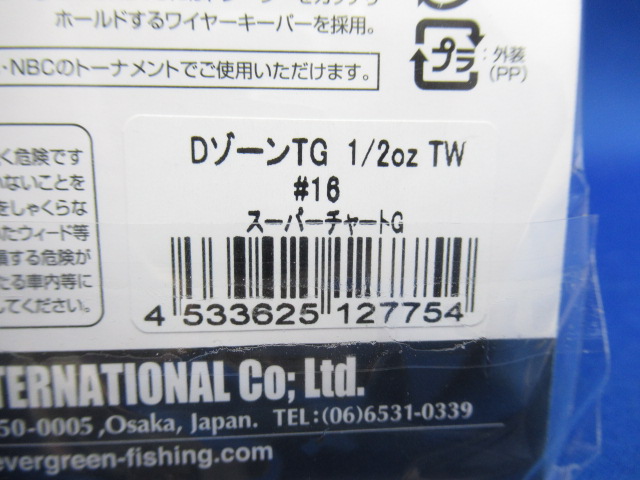 ホールドするワイヤーキーパーを採用。
・NBCのトーナメントでご使用いただけます。
プラ
:外装
(PP)
く危険です
いないことを
をしゃくらな
たウィード等
損する危険が
たる車内等に
してください。
DゾーンTG 1/2oz TW
#16
スーパーチャートG
4 533625 127754
TERNATIONAL Co; Ltd.
50-0005 ,Osaka, Japan. TEL:(06)6531-0339
evergreen-fishing.com